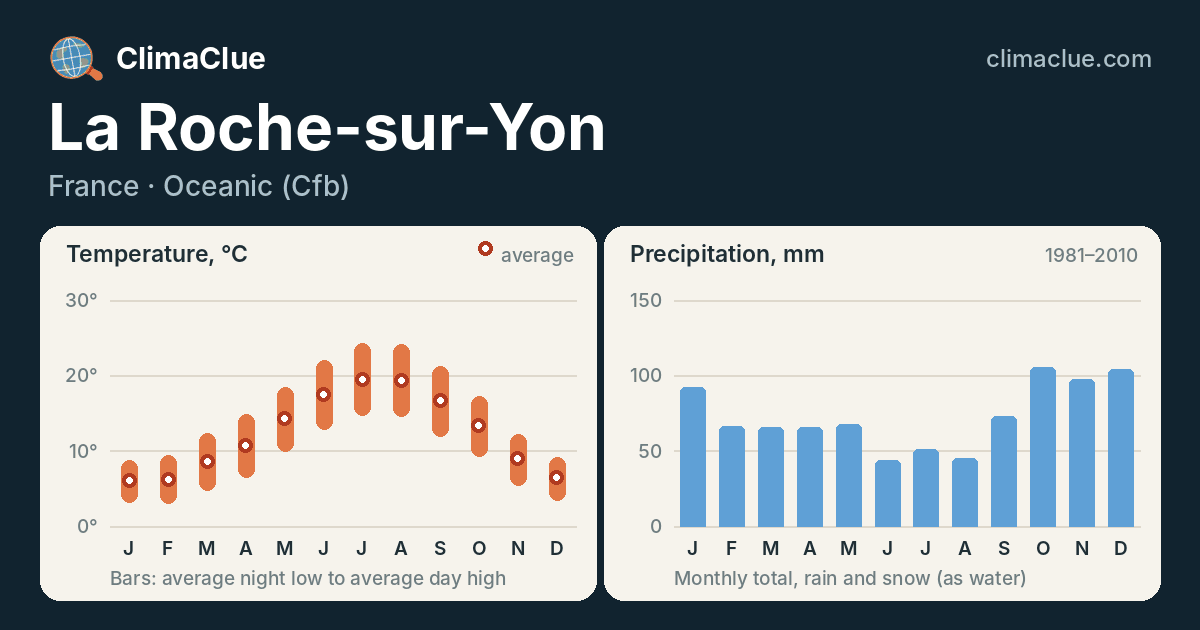 ClimaClue
climaclue.com
La Roche-sur-Yon
France · Oceanic (Cfb)
Temperature, °C
average
30°
20°
10°
0°
J F M A M J J A S O N D
Bars: average night low to average day high
Precipitation, mm
1981–2010
150
100
50
0
J F M A M J J A S O N D
Monthly total, rain and snow (as water)